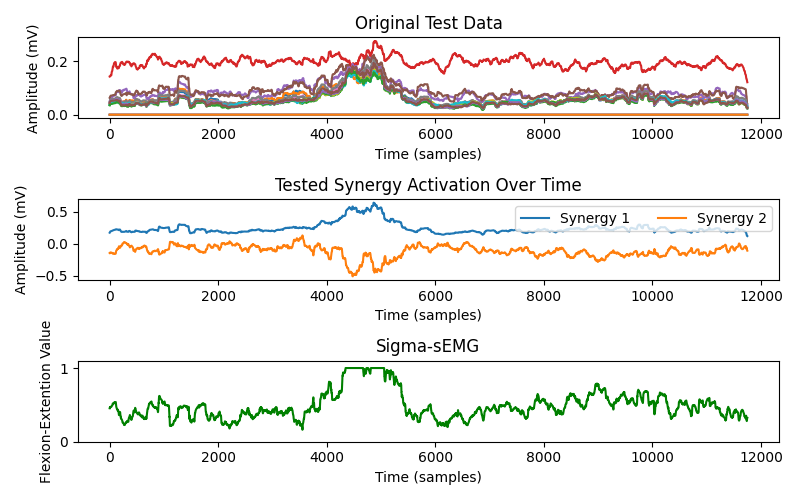 Original Test Data
Amplitude (mV)
0.2
0.0
0 2000 4000 6000 8000 10000 12000
Time (samples)
Tested Synergy Activation Over Time
Amplitude (mV)
0.5
0.0
−0.5
Synergy 1 Synergy 2
0 2000 4000 6000 8000 10000 12000
Time (samples)
Sigma-sEMG
Flexion-Extention Value
1
0
0 2000 4000 6000 8000 10000 12000
Time (samples)